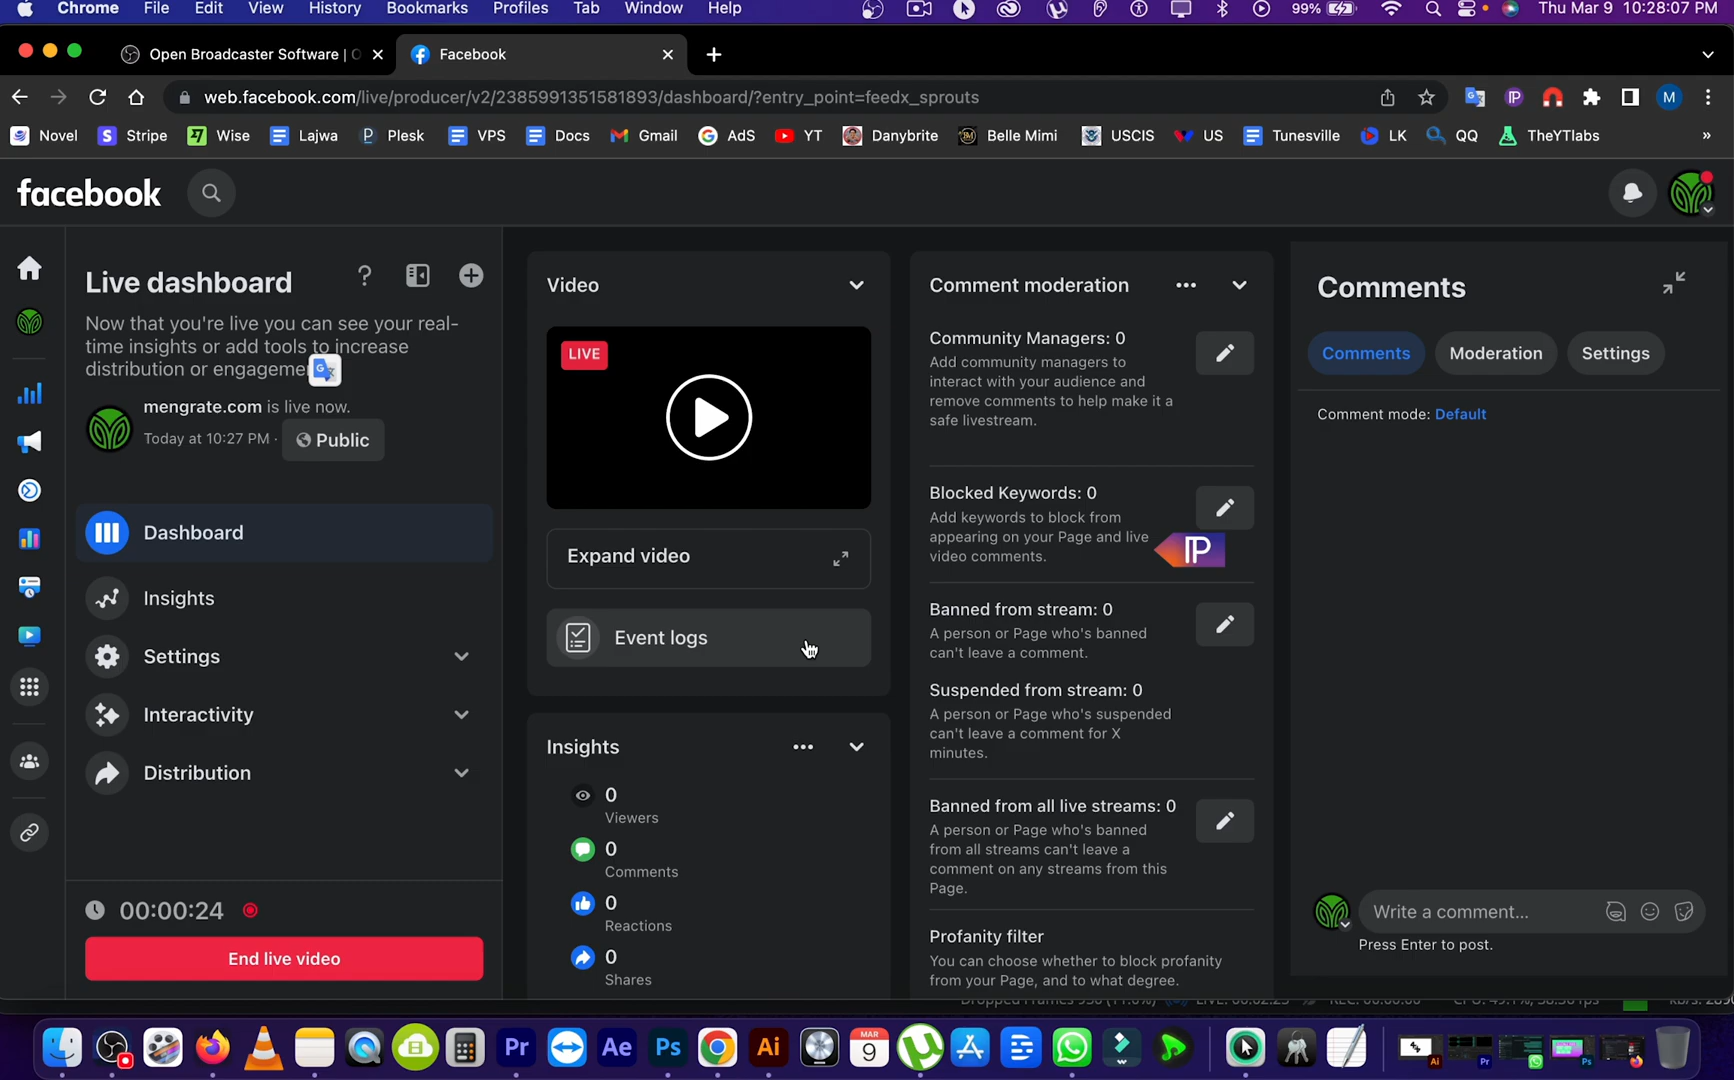 Chrome File Edit View History Bookmarks Profiles Tab Window Help 99% Thu Mar 9 10:28:07 PM
Open Broadcaster Software | O
Facebook
web.facebook.com/live/producer/v2/2385991351581893/dashboard/?entry_point=feedx_sprouts
Novel Stripe Wise Lajwa Plesk VPS Docs Gmail AdS YT Danybrite Belle Mimi USCIS US Tunesville LK QQ TheYTlabs »
facebook
Live dashboard
Now that you're live you can see your real-
time insights or add tools to increase
distribution or engageme
mengrate.com is live now.
Today at 10:27 PM · Public
Dashboard
Insights
Settings
Interactivity
Distribution
00:00:24
End live video
Video
LIVE
Expand video
Event logs
Insights
0
Viewers
0
Comments
0
Reactions
0
Shares
Comment moderation
Community Managers: 0
Add community managers to
interact with your audience and
remove comments to help make it a
safe livestream.
Blocked Keywords: 0
Add keywords to block from
appearing on your Page and live
video comments.
Banned from stream: 0
A person or Page who's banned
can't leave a comment.
Suspended from stream: 0
A person or Page who's suspended
can't leave a comment for X
minutes.
Banned from all live streams: 0
A person or Page who's banned
from all streams can't leave a
comment on any streams from this
Page.
Profanity filter
You can choose whether to block profanity
from your Page, and to what degree.
Comments
Comments Moderation Settings
Comment mode: Default
Write a comment...
Press Enter to post.
Pr Ae Ps Ai MAR 9